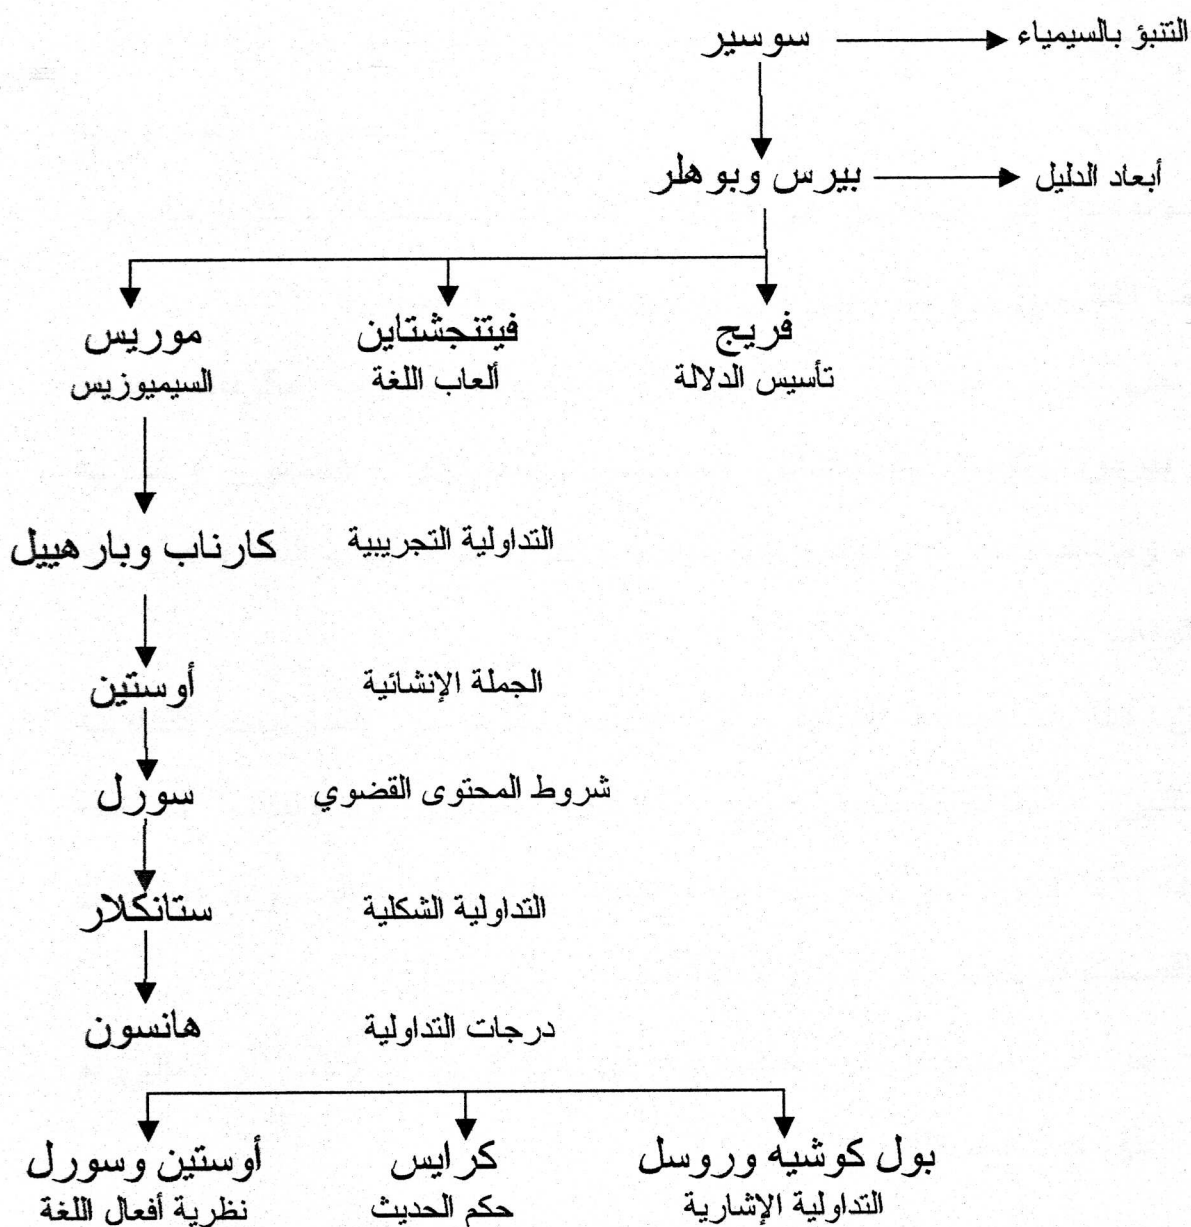 سوسير
التتبؤ بالسيمياء
بيرس وبوهلر
أبعاد الدليل
فريج
فيتنجشتاين
موريس
تأسيس الدلالة
ألعاب اللغة
السيميوزيس
كارناب وبارهييل
التداولية التجريبية
أوستين
الجملة الإنشائية
سورل
شروط المحتوى القضوي
ستانكلار
التداولية الشكلية
هانسون
درجات التداولية
بول كوشيه وروسل
كرايس
أوستين وسورل
التداولية الإشارية
حكم الحديث
نظرية أفعال اللغة